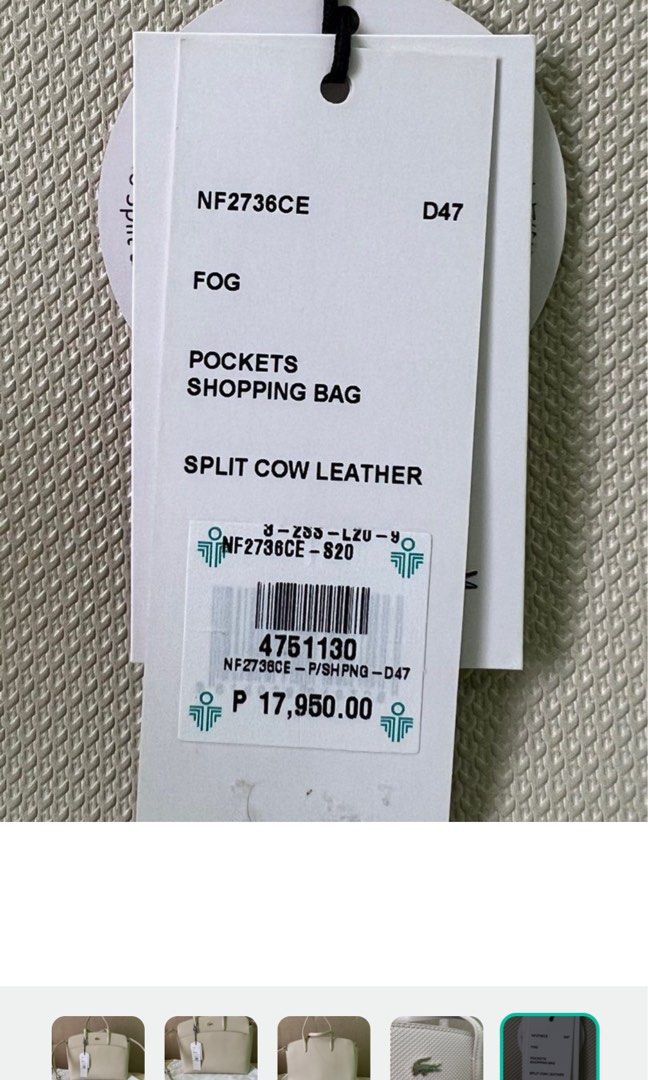 NF2736CE D47
FOG
POCKETS
SHOPPING BAG
SPLIT COW LEATHER
NF2736CE-S20
4751130
NF2736CE-P/SHPNG-D47
P 17,950.00